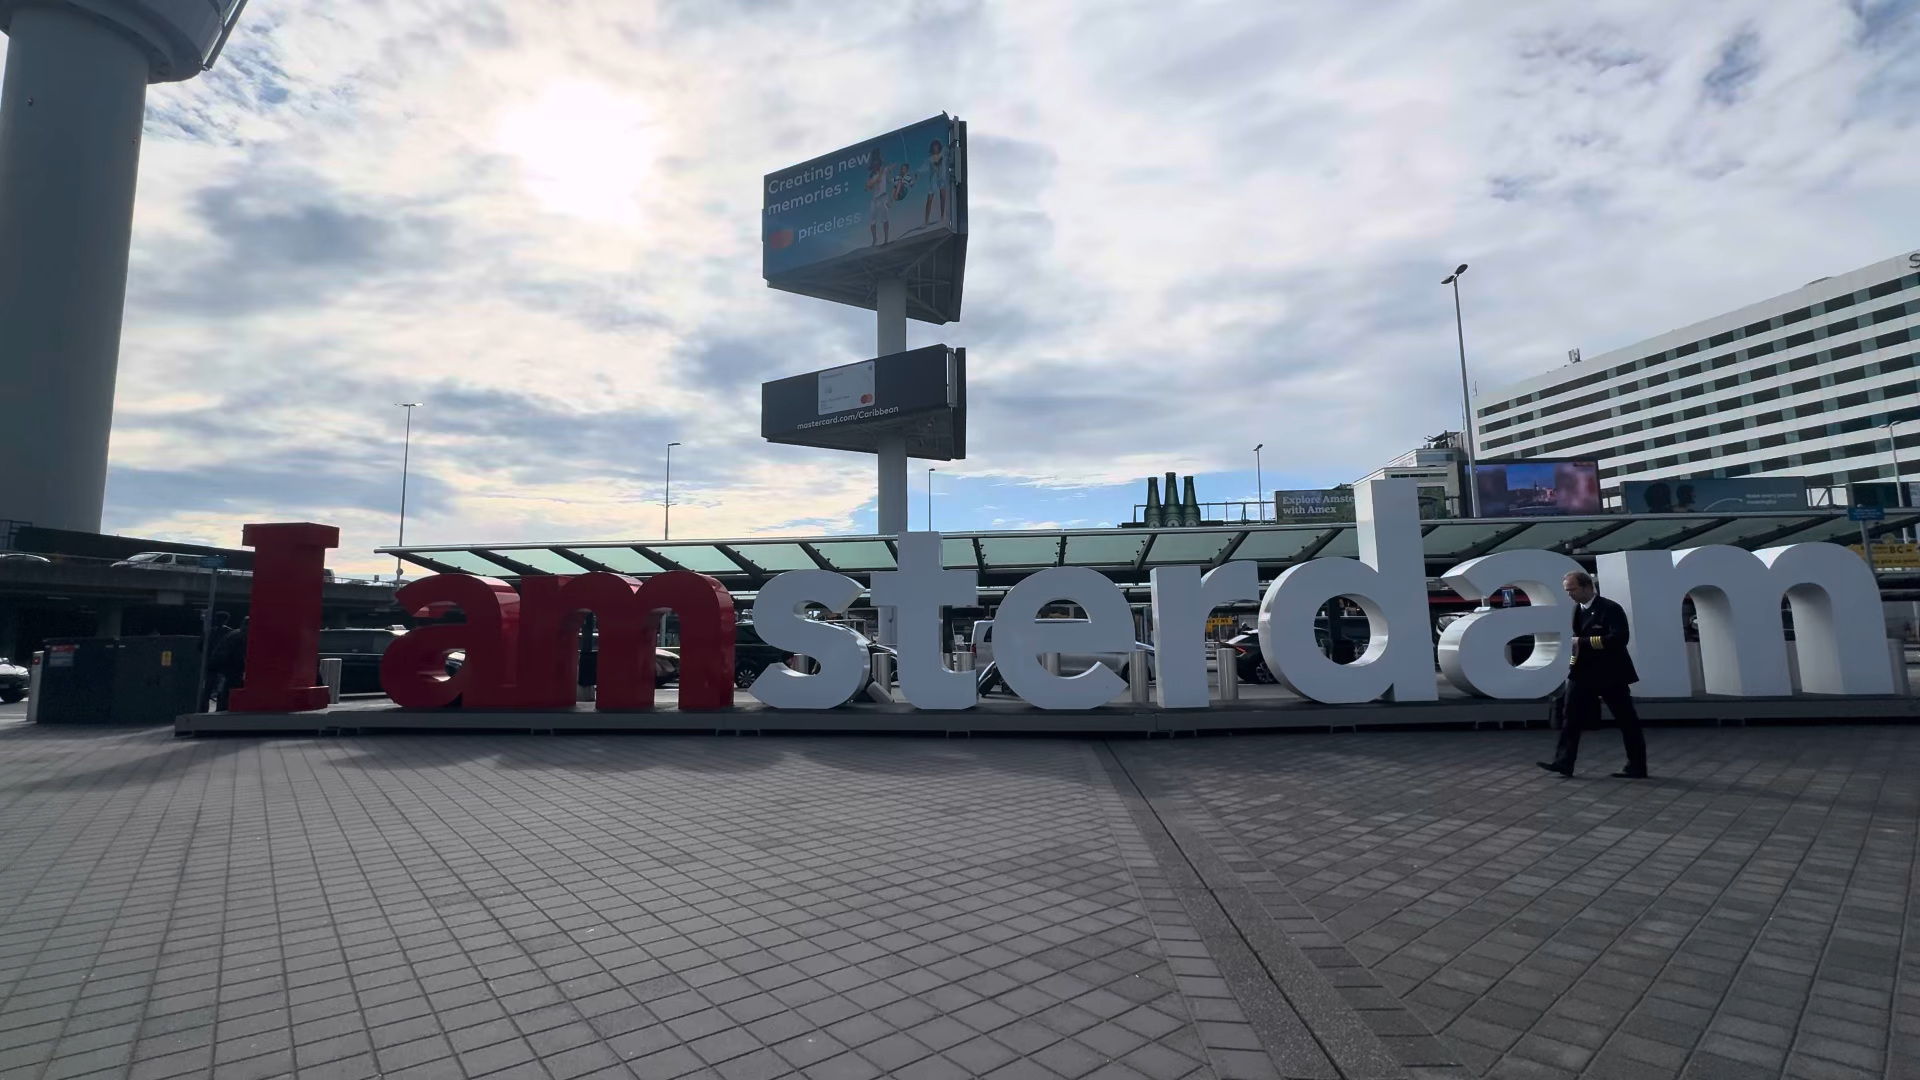 Creating new
memories:
priceless
mastercard.com/Caribbean
Explore Amste
with Amex
I amsterdam